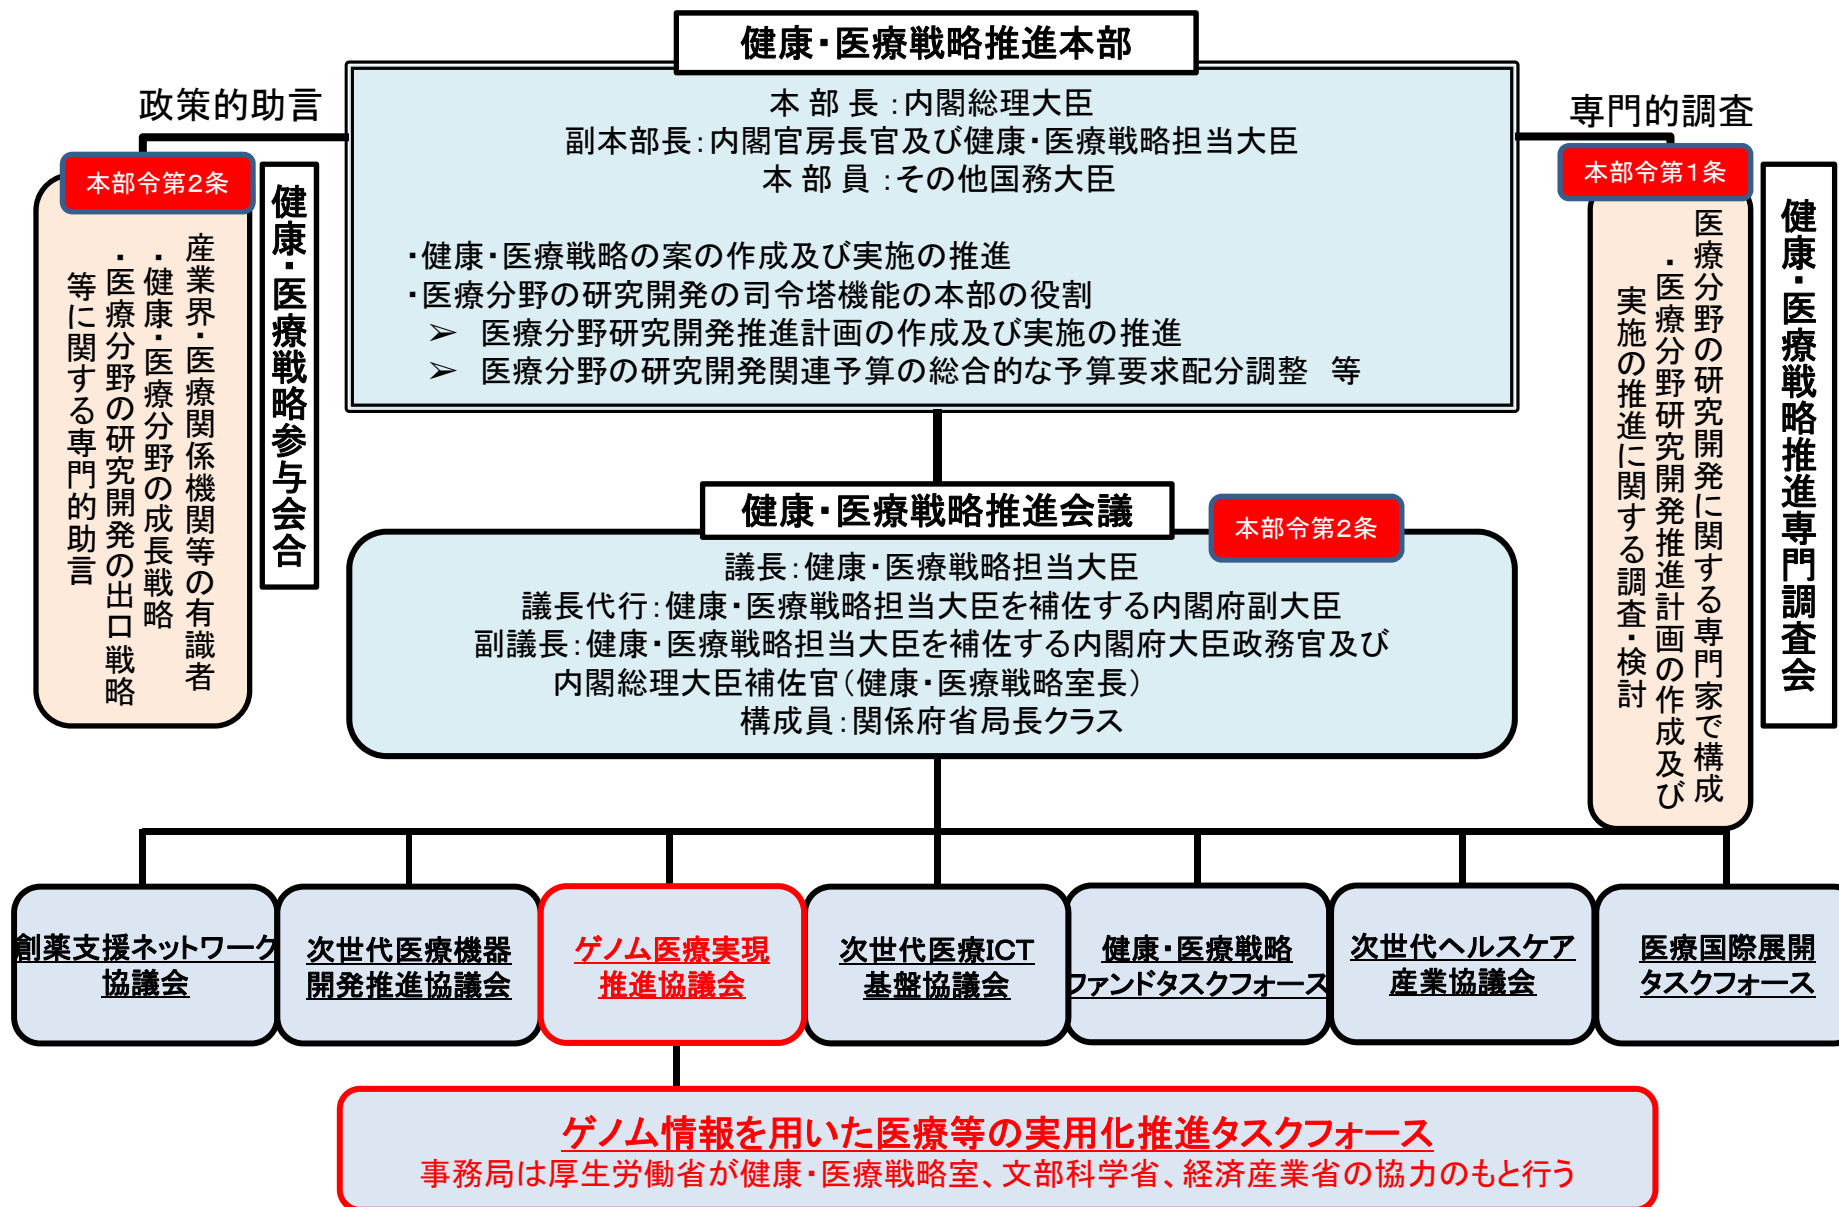 健康・医療戦略推進本部
本 部 長 ：内閣総理大臣
副本部長：内閣官房長官及び健康・医療戦略担当大臣
本 部 員 ：その他国務大臣
・健康・医療戦略の案の作成及び実施の推進
・医療分野の研究開発の司令塔機能の本部の役割
➢ 医療分野研究開発推進計画の作成及び実施の推進
➢ 医療分野の研究開発関連予算の総合的な予算要求配分調整　等
政策的助言
本部令第２条
健康・医療戦略参与会合
産業界・医療関係機関等の有識者
・健康・医療分野の成長戦略
・医療分野の研究開発の出口戦略
等に関する専門的助言
専門的調査
本部令第１条
健康・医療戦略推進専門調査会
医療分野の研究開発に関する専門家で構成
・医療分野研究開発推進計画の作成及び
実施の推進に関する調査・検討
健康・医療戦略推進会議
本部令第２条
議長：健康・医療戦略担当大臣
議長代行：健康・医療戦略担当大臣を補佐する内閣府副大臣
副議長：健康・医療戦略担当大臣を補佐する内閣府大臣政務官及び
内閣総理大臣補佐官（健康・医療戦略室長）
構成員：関係府省局長クラス
創薬支援ネットワーク
協議会
次世代医療機器
開発推進協議会
ゲノム医療実現
推進協議会
次世代医療ICT
基盤協議会
健康・医療戦略
ファンドタスクフォース
次世代ヘルスケア
産業協議会
医療国際展開
タスクフォース
ゲノム情報を用いた医療等の実用化推進タスクフォース
事務局は厚生労働省が健康・医療戦略室、文部科学省、経済産業省の協力のもと行う